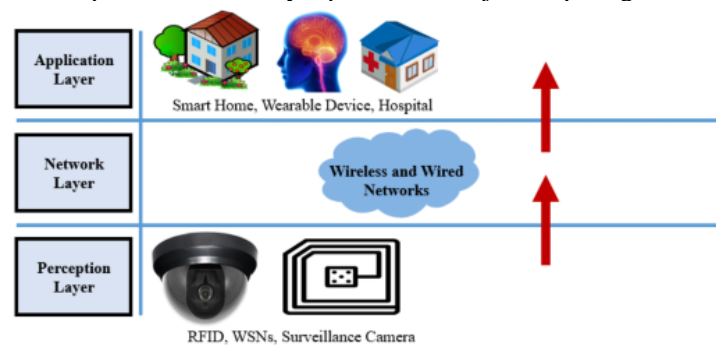 Application
Layer
Smart Home, Wearable Device, Hospital
Network
Layer
Wireless and Wired
Networks
Perception
Layer
RFID, WSNs, Surveillance Camera